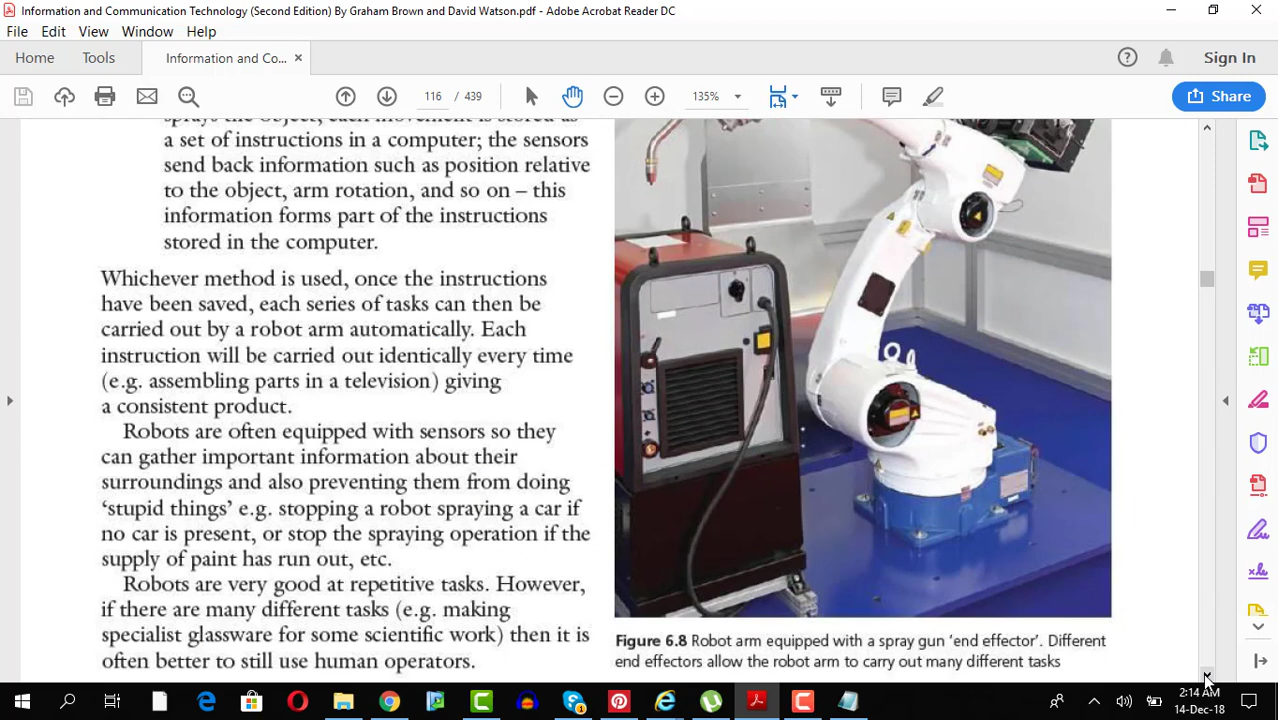 Information and Communication Technology (Second Edition) By Graham Brown and David Watson.pdf - Adobe Acrobat Reader DC
File Edit View Window Help
Home Tools Information and Co... × Sign In
116 / 439 135% Share
sprays the object, each movement is stored as
a set of instructions in a computer; the sensors
send back information such as position relative
to the object, arm rotation, and so on – this
information forms part of the instructions
stored in the computer.
Whichever method is used, once the instructions
have been saved, each series of tasks can then be
carried out by a robot arm automatically. Each
instruction will be carried out identically every time
(e.g. assembling parts in a television) giving
a consistent product.
Robots are often equipped with sensors so they
can gather important information about their
surroundings and also preventing them from doing
‘stupid things’ e.g. stopping a robot spraying a car if
no car is present, or stop the spraying operation if the
supply of paint has run out, etc.
Robots are very good at repetitive tasks. However,
if there are many different tasks (e.g. making
specialist glassware for some scientific work) then it is
often better to still use human operators.
Figure 6.8 Robot arm equipped with a spray gun ‘end effector’. Different
end effectors allow the robot arm to carry out many different tasks
2:14 AM
14-Dec-18